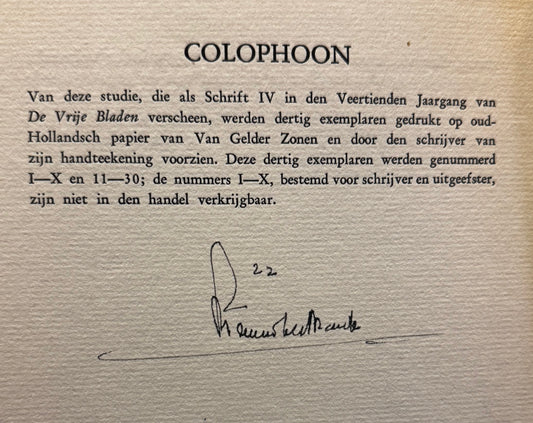 COLOPHOON
Van deze studie, die als Schrift IV in den Veertienden Jaargang van
De Vrije Bladen verscheen, werden dertig exemplaren gedrukt op oud-
Hollandsch papier van Van Gelder Zonen en door den schrijver van
zijn handteekening voorzien. Deze dertig exemplaren werden genummerd
I—X en 11—30; de nummers I—X, bestemd voor schrijver en uitgeefster,
zijn niet in den handel verkrijgbaar.
22